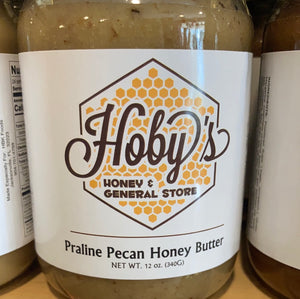 Hoby's
HONEY &
GENERAL STORE
Praline Pecan Honey Butter
NET WT. 12 oz. (340G)